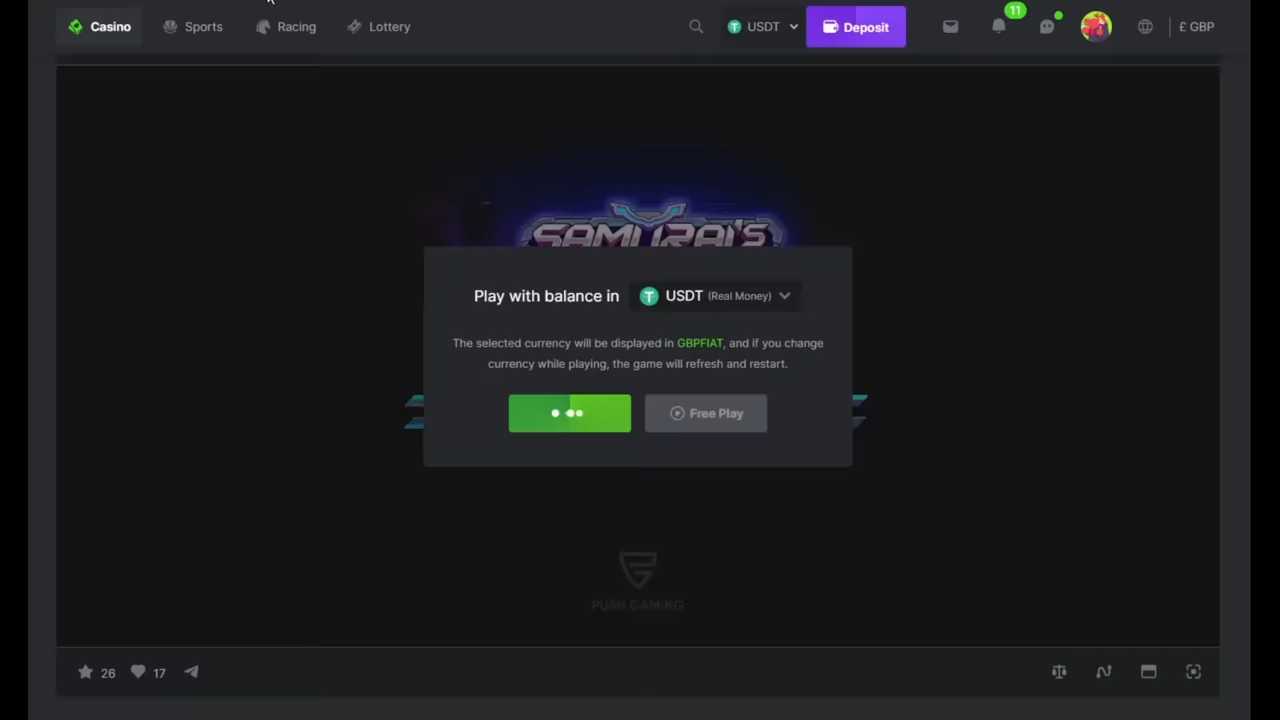 Casino
Sports
Racing
Lottery
USDT
Deposit
11
£ GBP
SAMURAI'S
Play with balance in
USDT (Real Money)
The selected currency will be displayed in GBPFIAT, and if you change
currency while playing, the game will refresh and restart.
Free Play
PUSH GAMING
26
17